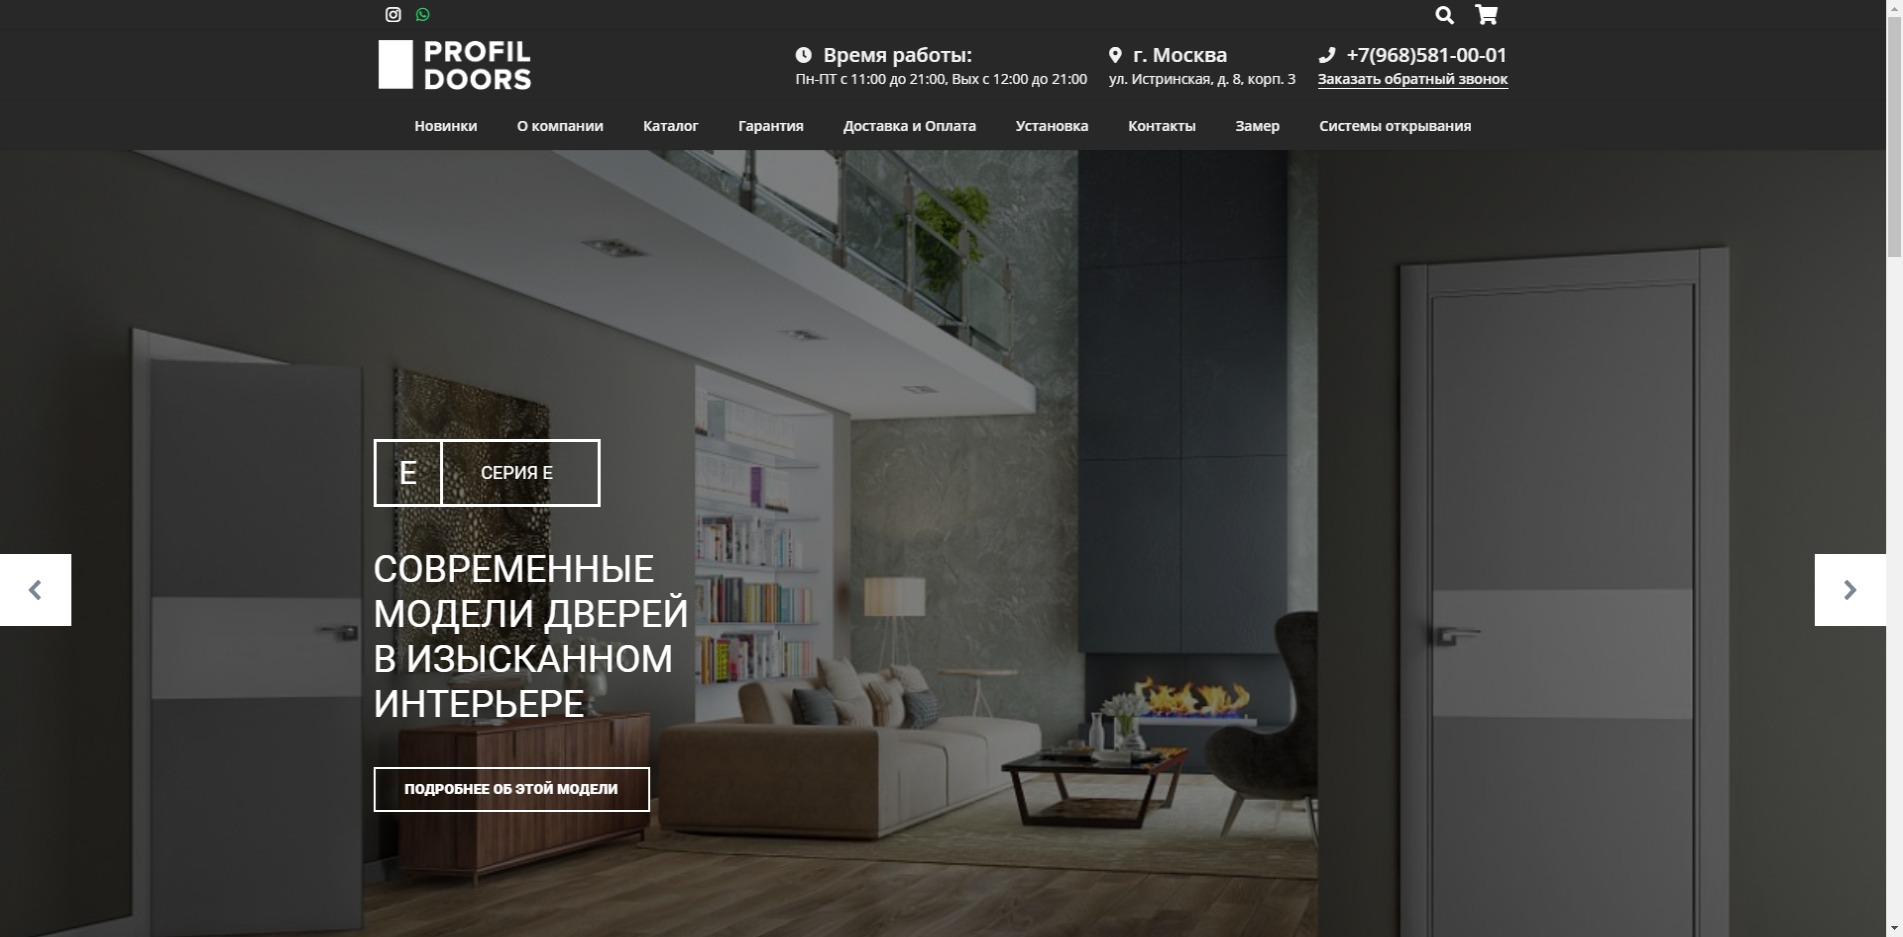 PROFIL
DOORS
Время работы:
Пн-ПТ с 11:00 до 21:00, Вых с 12:00 до 21:00
г. Москва
ул. Истринская, д. 8, корп. 3
+7(968)581-00-01
Заказать обратный звонок
Новинки О компании Каталог Гарантия Доставка и Оплата Установка Контакты Замер Системы открывания
E СЕРИЯ E
СОВРЕМЕННЫЕ
МОДЕЛИ ДВЕРЕЙ
В ИЗЫСКАННОМ
ИНТЕРЬЕРЕ
ПОДРОБНЕЕ ОБ ЭТОЙ МОДЕЛИ